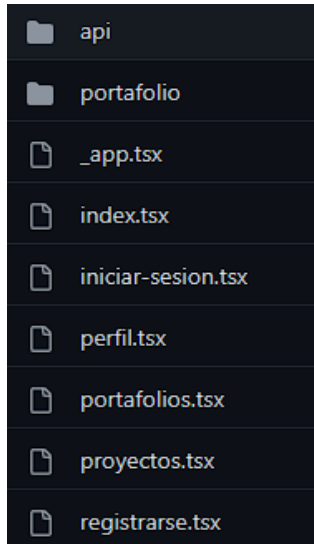 api
portafolio
_app.tsx
index.tsx
iniciar-sesion.tsx
perfil.tsx
portafolios.tsx
proyectos.tsx
registrarse.tsx